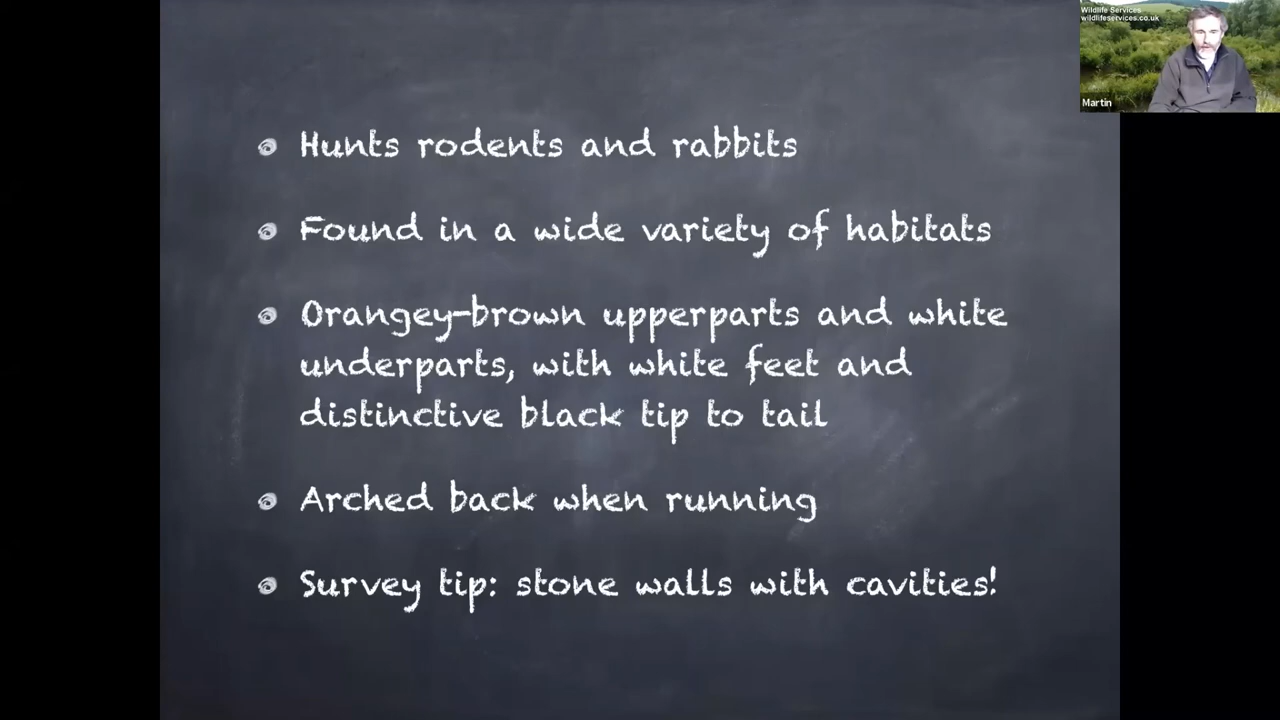 Wildlife Services
wildlifeservices.co.uk
Martin
Hunts rodents and rabbits
Found in a wide variety of habitats
Orangey-brown upperparts and white
underparts, with white feet and
distinctive black tip to tail
Arched back when running
Survey tip: stone walls with cavities!